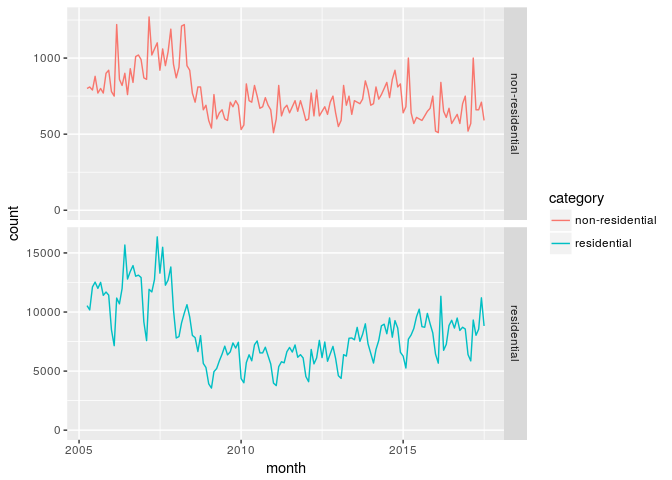 1000
500
0
non-residential
15000
10000
5000
0
residential
count
2005
2010
2015
month
category
non-residential
residential